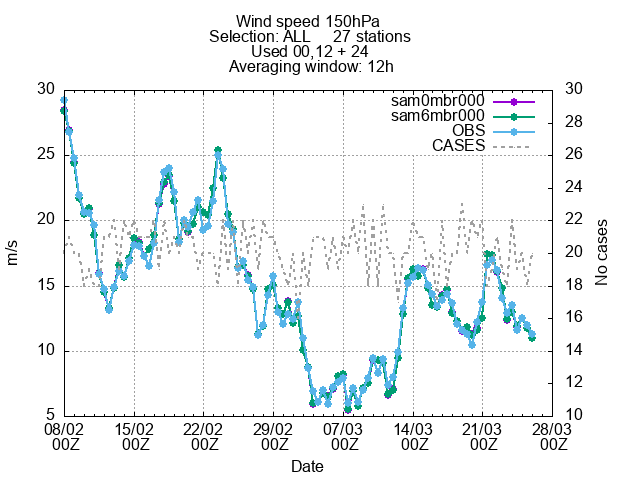 Wind speed 150hPa
Selection: ALL 27 stations
Used 00,12 + 24
Averaging window: 12h
30 30
sam0mbr000
28
sam6mbr000
OBS
CASES
25 26
24
20 22
m/s No cases
20
15 18
16
10 14
12
5 10
08/02 15/02 22/02 29/02 07/03 14/03 21/03 28/03
00Z 00Z 00Z 00Z 00Z 00Z 00Z 00Z
Date